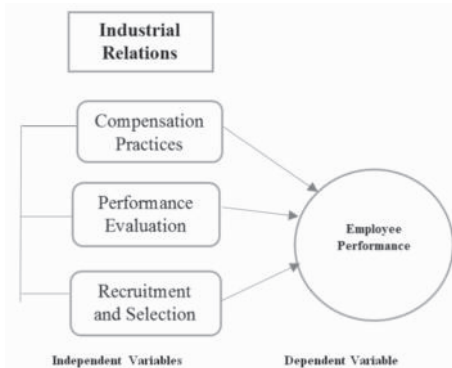 Industrial
Relations
Compensation
Practices
Performance
Evaluation
Employee
Performance
Recruitment
and Selection
Independent Variables
Dependent Variable